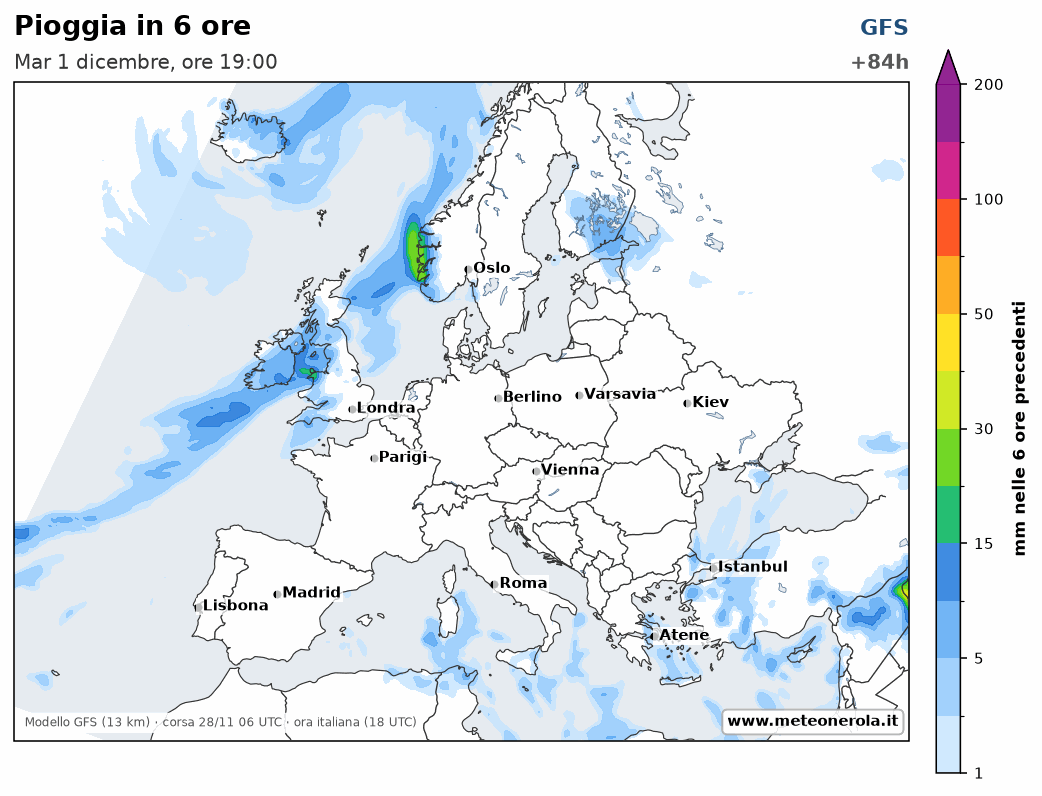 Pioggia in 6 ore
GFS
Mar 1 dicembre, ore 19:00
+84h
200
100
50
30
15
5
1
mm nelle 6 ore precedenti
Oslo
Londra
Berlino
Varsavia
Kiev
Parigi
Vienna
Istanbul
Roma
Madrid
Lisbona
Atene
Modello GFS (13 km) · corsa 28/11 06 UTC · ora italiana (18 UTC)
www.meteonerola.it